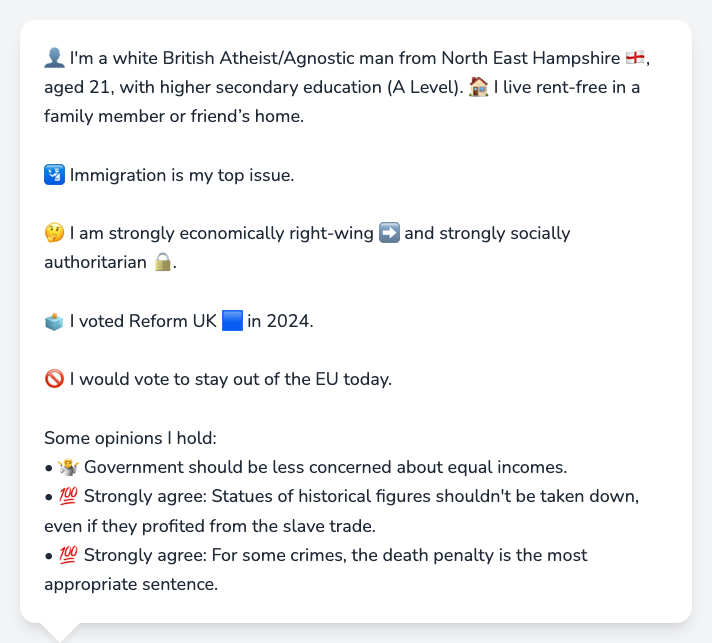 👤 I'm a white British Atheist/Agnostic man from North East Hampshire 🏴󠁧󠁢󠁥󠁮󠁧󠁿,
aged 21, with higher secondary education (A Level). 🏠 I live rent-free in a
family member or friend’s home.
🛂 Immigration is my top issue.
🤔 I am strongly economically right-wing ➡️ and strongly socially
authoritarian 🔒.
🗳️ I voted Reform UK 🟦 in 2024.
🚫 I would vote to stay out of the EU today.
Some opinions I hold:
• 🤷 Government should be less concerned about equal incomes.
• 💯 Strongly agree: Statues of historical figures shouldn't be taken down,
even if they profited from the slave trade.
• 💯 Strongly agree: For some crimes, the death penalty is the most
appropriate sentence.